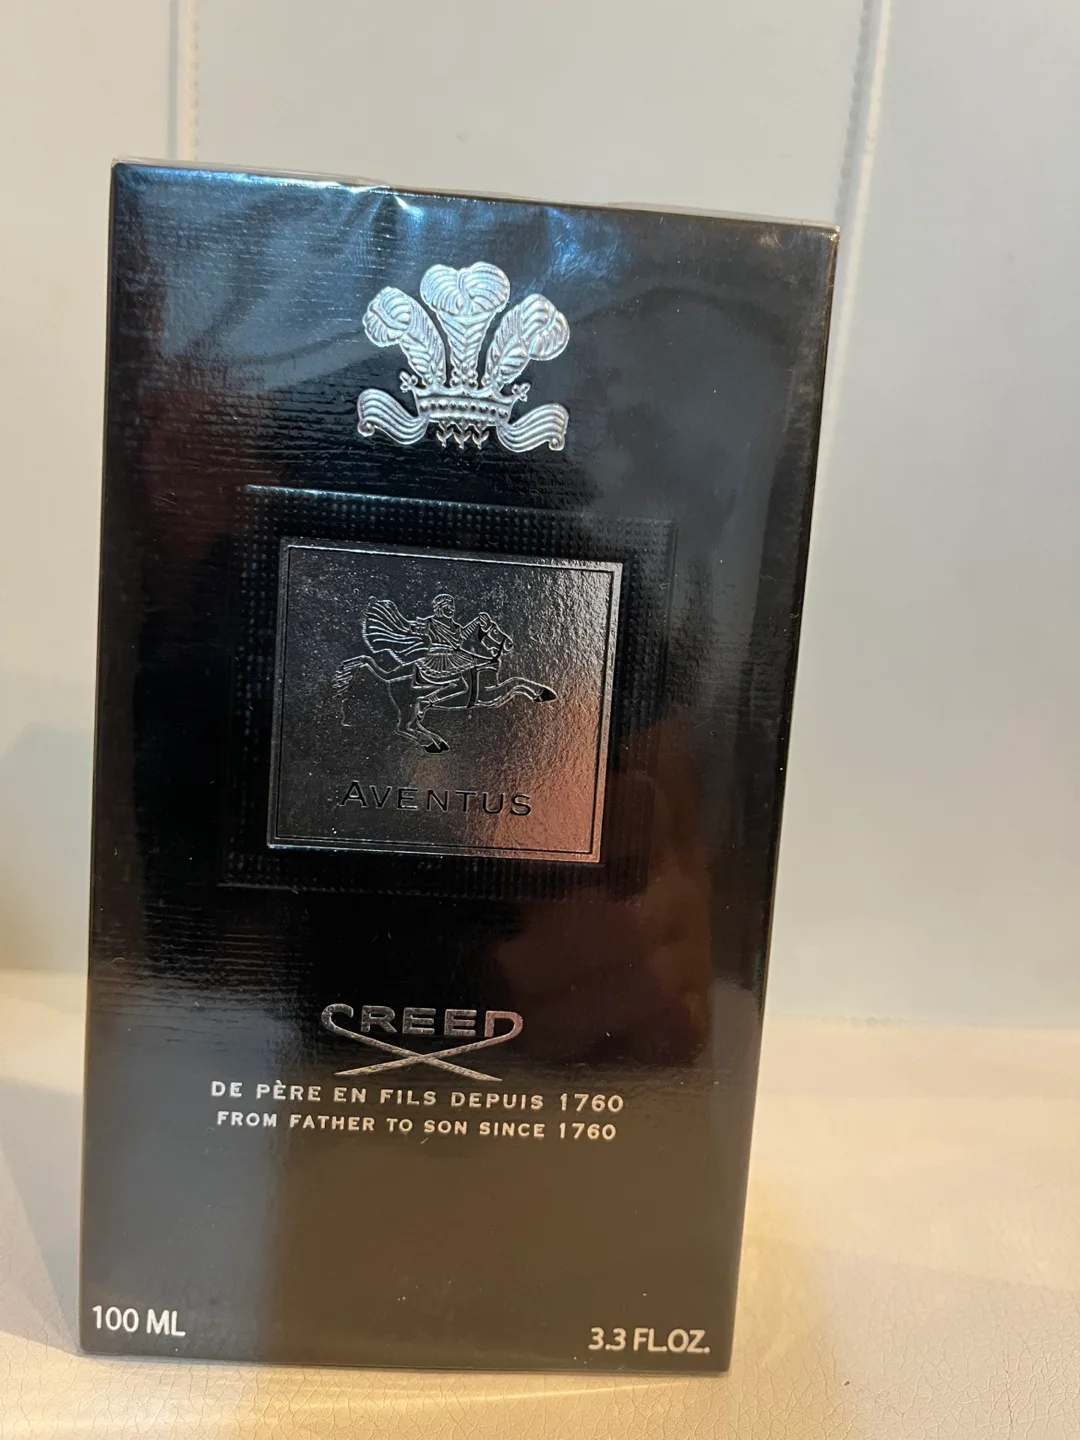 AVENTUS
CREED
DE PÈRE EN FILS DEPUIS 1760
FROM FATHER TO SON SINCE 1760
100 ML
3.3 FL.OZ.